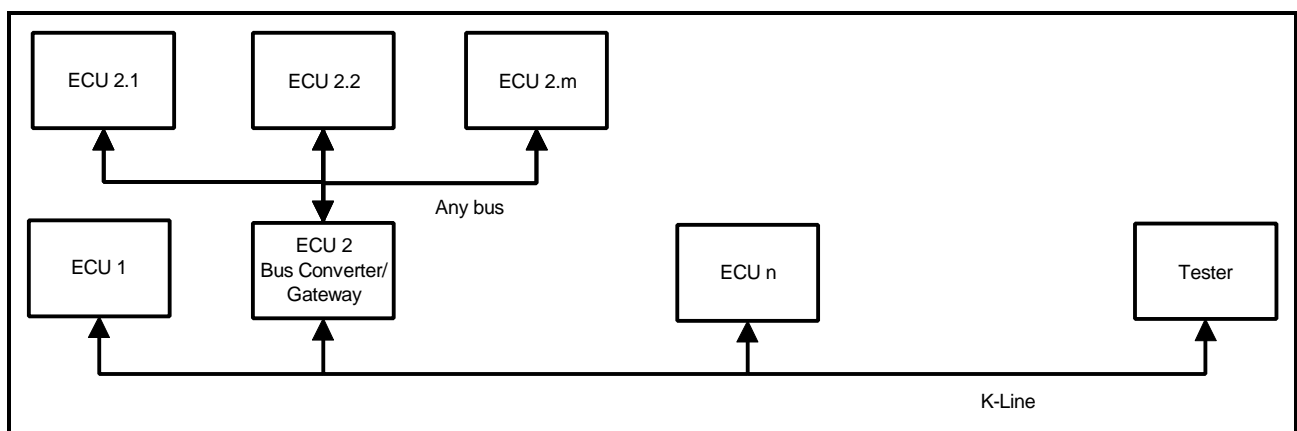 ECU 2.1
ECU 2.2
ECU 2.m
Any bus
ECU 1
ECU 2
Bus Converter/
Gateway
ECU n
Tester
K-Line